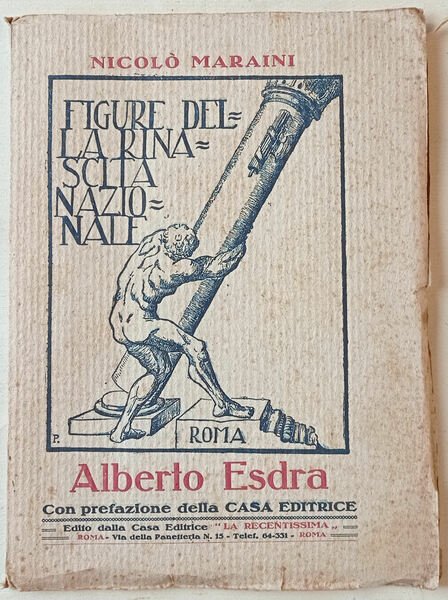 NICOLÒ MARAINI
FIGURE DEL=
LA RINA=
SCITA
NAZIO=
NALE
P.
ROMA
Alberto Esdra
Con prefazione della CASA EDITRICE
Edito dalla Casa Editrice "LA RECENTISSIMA"
ROMA - Via della Panetteria N. 15 - Telef. 64-331 - ROMA